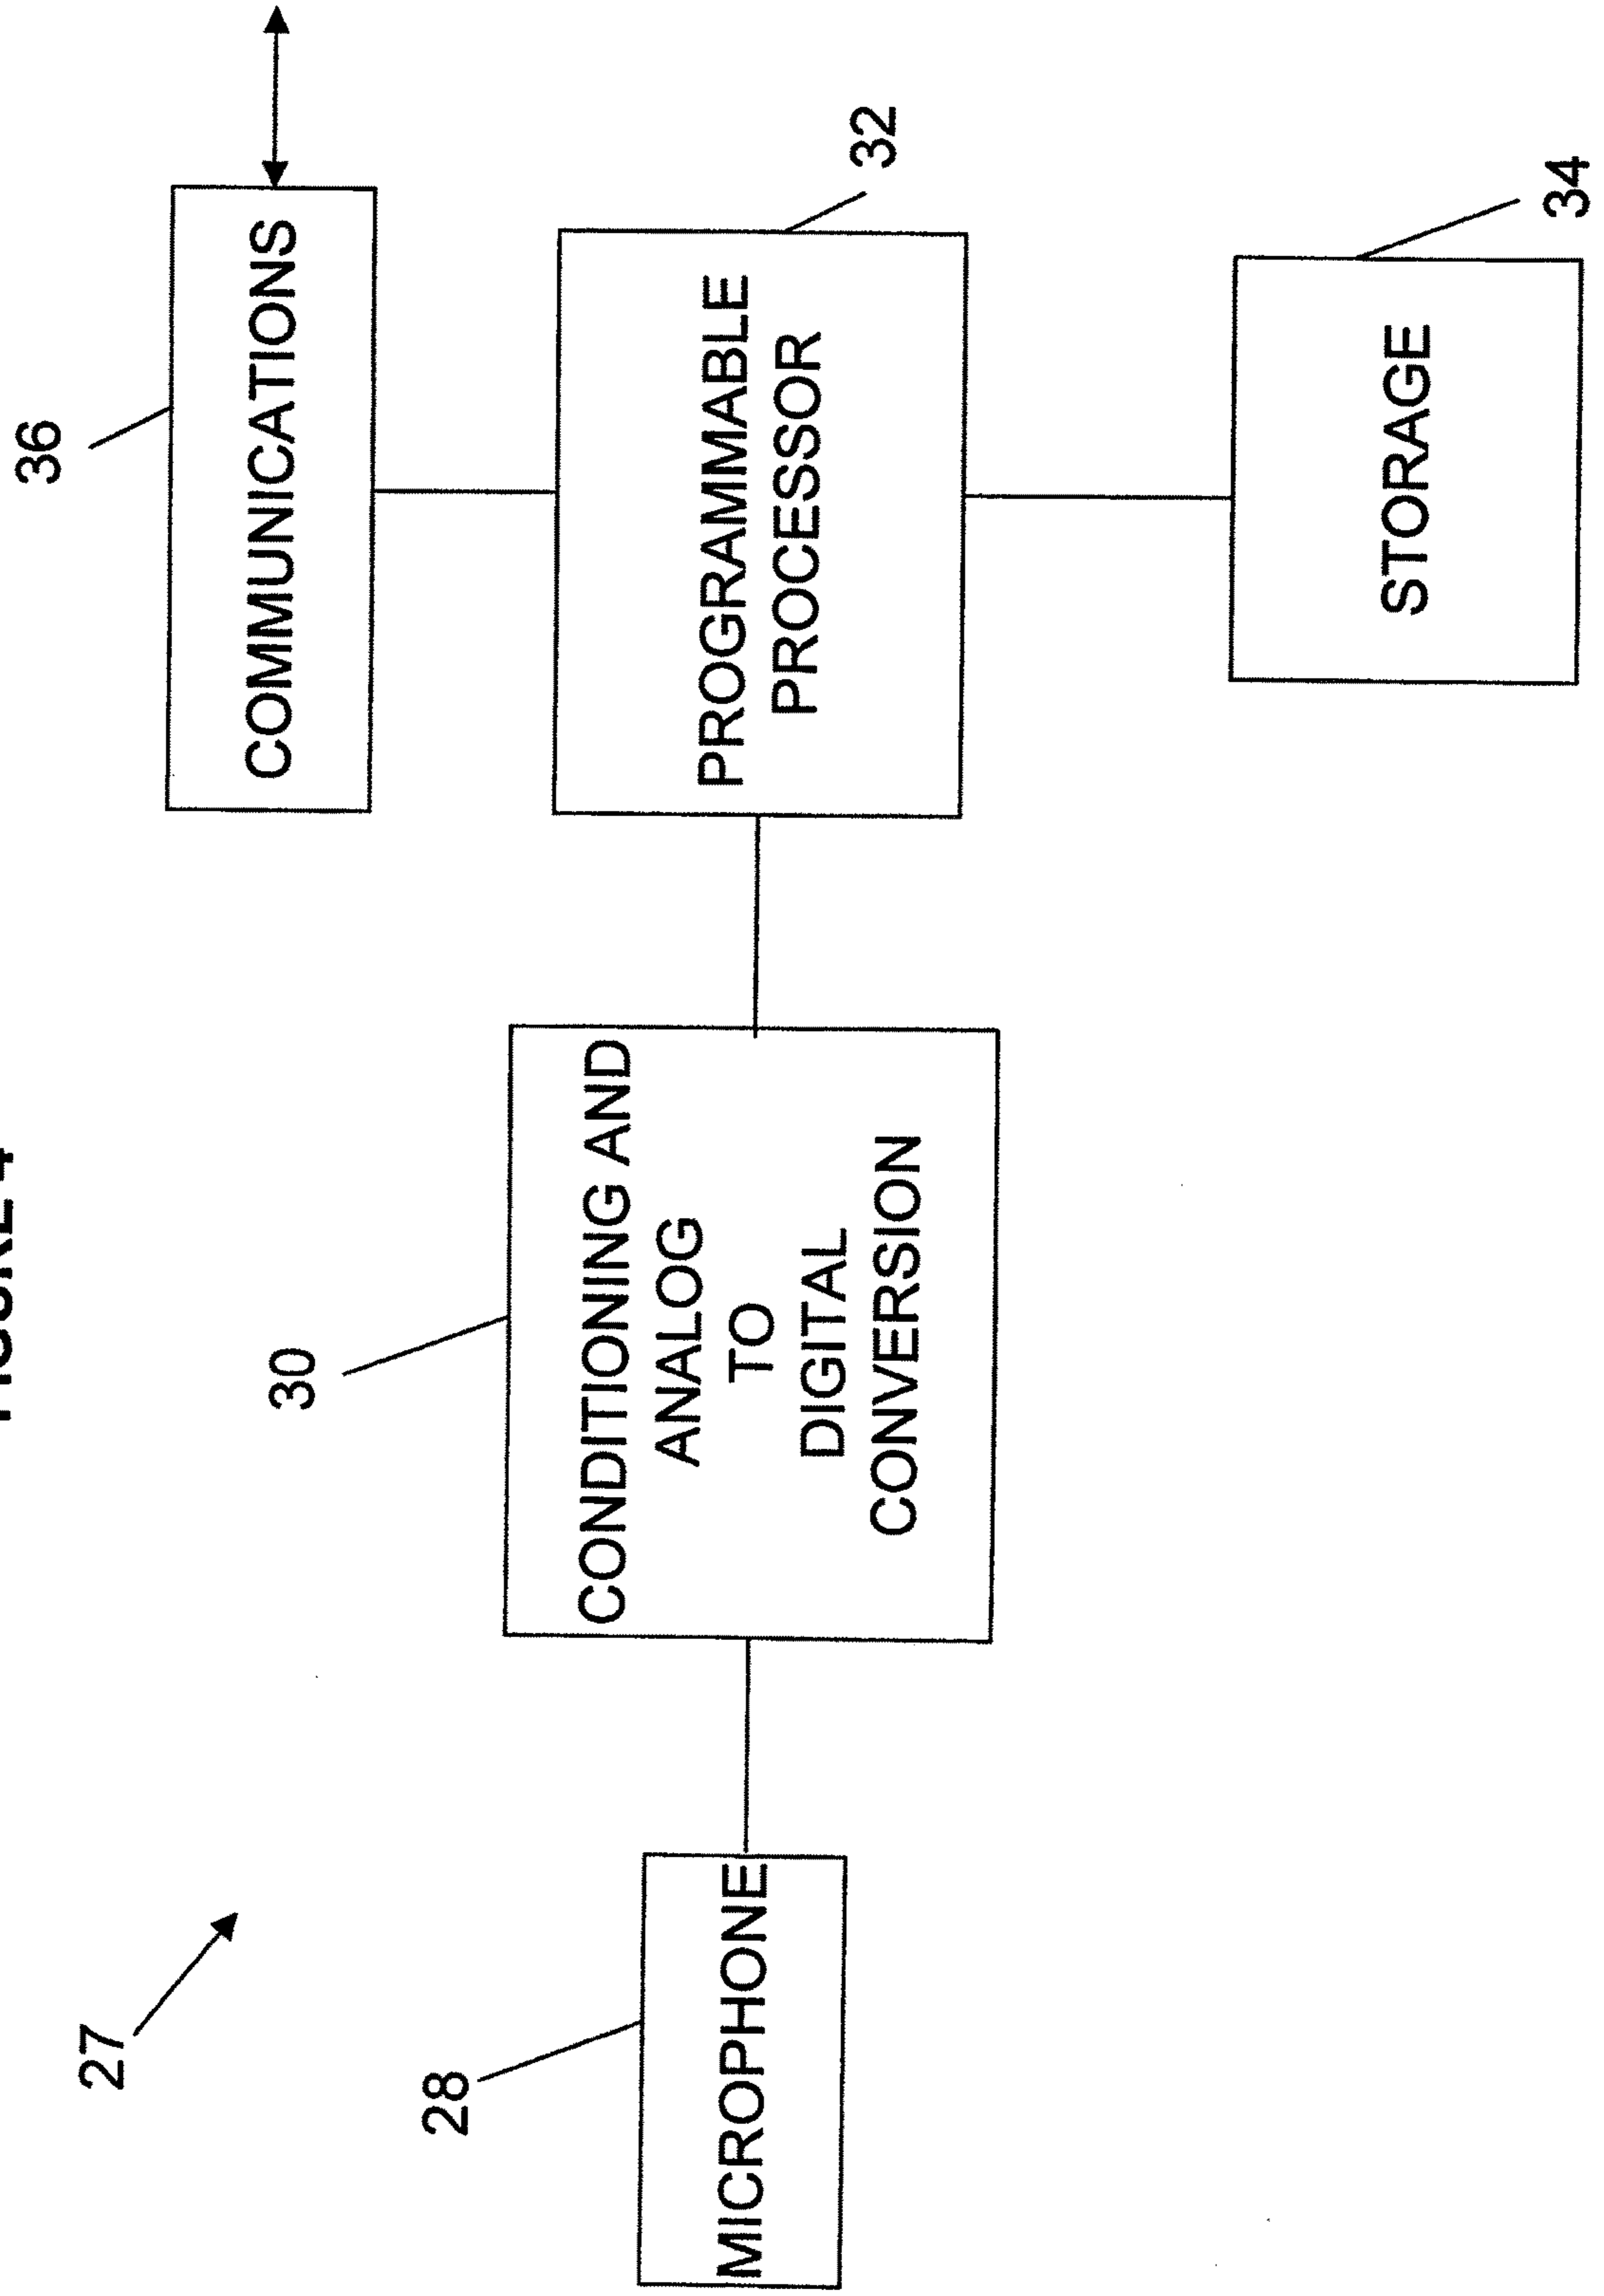 FIGURE 4
36
COMMUNICATIONS
27
30
32
28
MICROPHONE
CONDITIONING AND
ANALOG
TO
DIGITAL
CONVERSION
PROGRAMMABLE
PROCESSOR
34
STORAGE